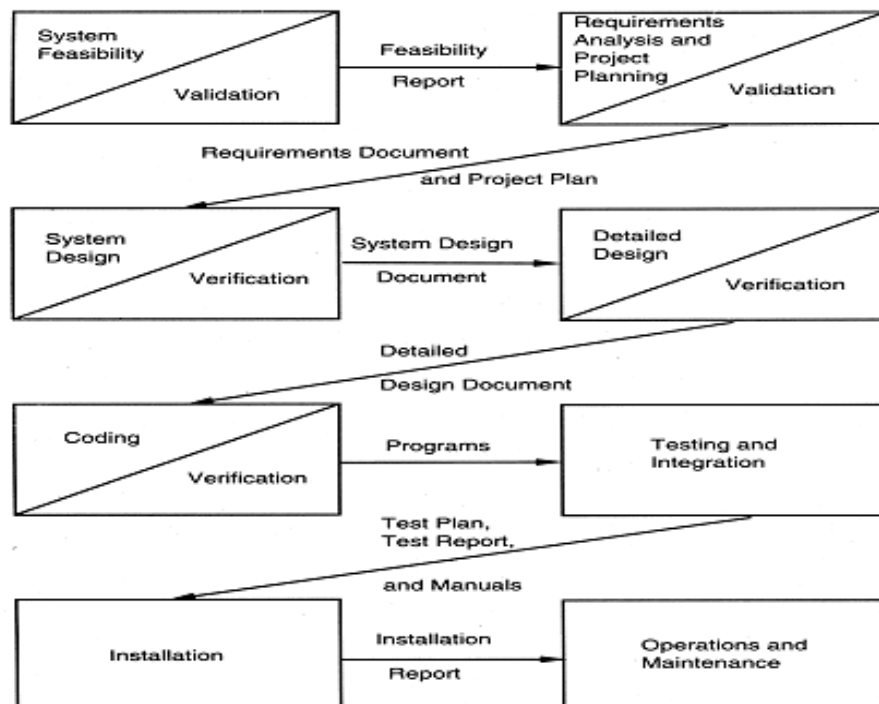 System
Feasibility
Validation
Feasibility
Report
Requirements
Analysis and
Project
Planning
Validation
Requirements Document
and Project Plan
System
Design
Verification
System Design
Document
Detailed
Design
Verification
Detailed
Design Document
Coding
Verification
Programs
Testing and
Integration
Test Plan,
Test Report,
and Manuals
Installation
Installation
Report
Operations and
Maintenance